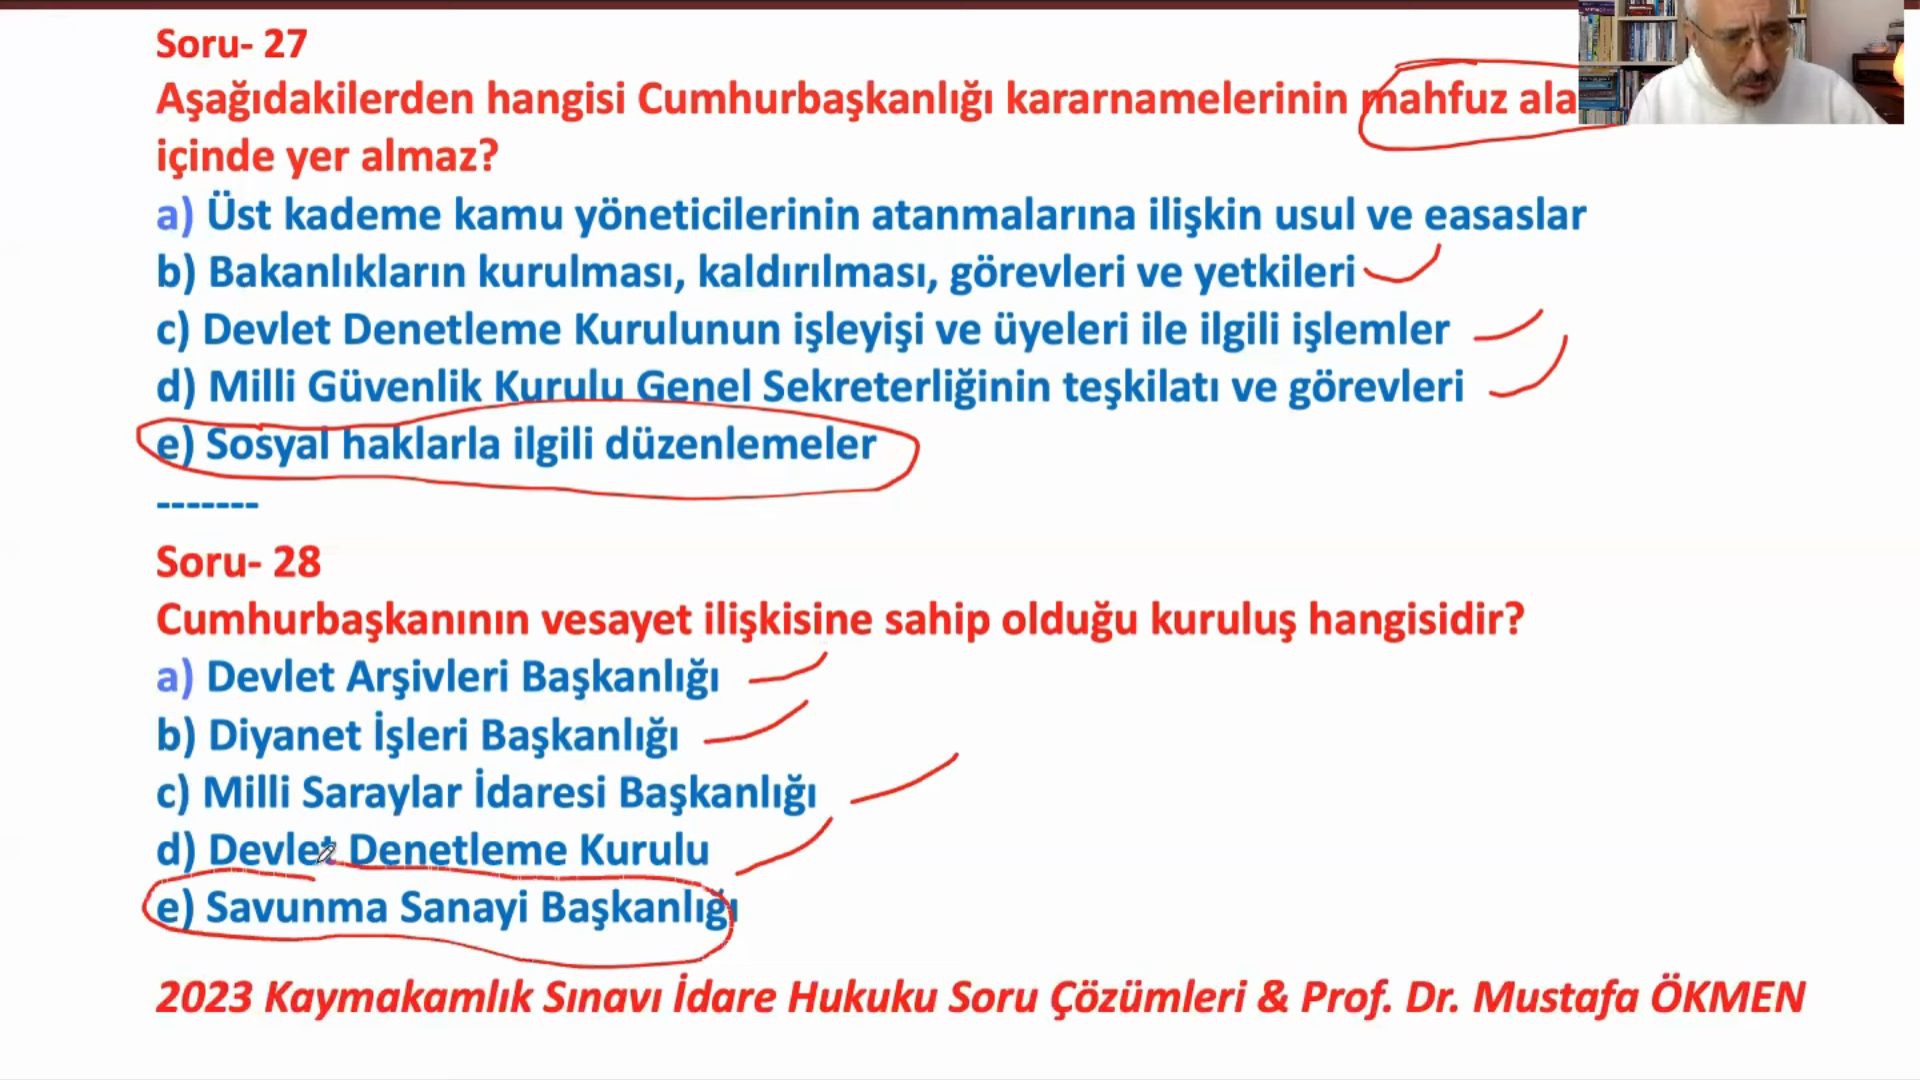 Soru- 27
Aşağıdakilerden hangisi Cumhurbaşkanlığı kararnamelerinin mahfuz ala
içinde yer almaz?
a) Üst kademe kamu yöneticilerinin atanmalarına ilişkin usul ve easaslar
b) Bakanlıkların kurulması, kaldırılması, görevleri ve yetkileri
c) Devlet Denetleme Kurulunun işleyişi ve üyeleri ile ilgili işlemler
d) Milli Güvenlik Kurulu Genel Sekreterliğinin teşkilatı ve görevleri
e) Sosyal haklarla ilgili düzenlemeler
-------
Soru- 28
Cumhurbaşkanının vesayet ilişkisine sahip olduğu kuruluş hangisidir?
a) Devlet Arşivleri Başkanlığı
b) Diyanet İşleri Başkanlığı
c) Milli Saraylar İdaresi Başkanlığı
d) Devlet Denetleme Kurulu
e) Savunma Sanayi Başkanlığı
2023 Kaymakamlık Sınavı İdare Hukuku Soru Çözümleri & Prof. Dr. Mustafa ÖKMEN